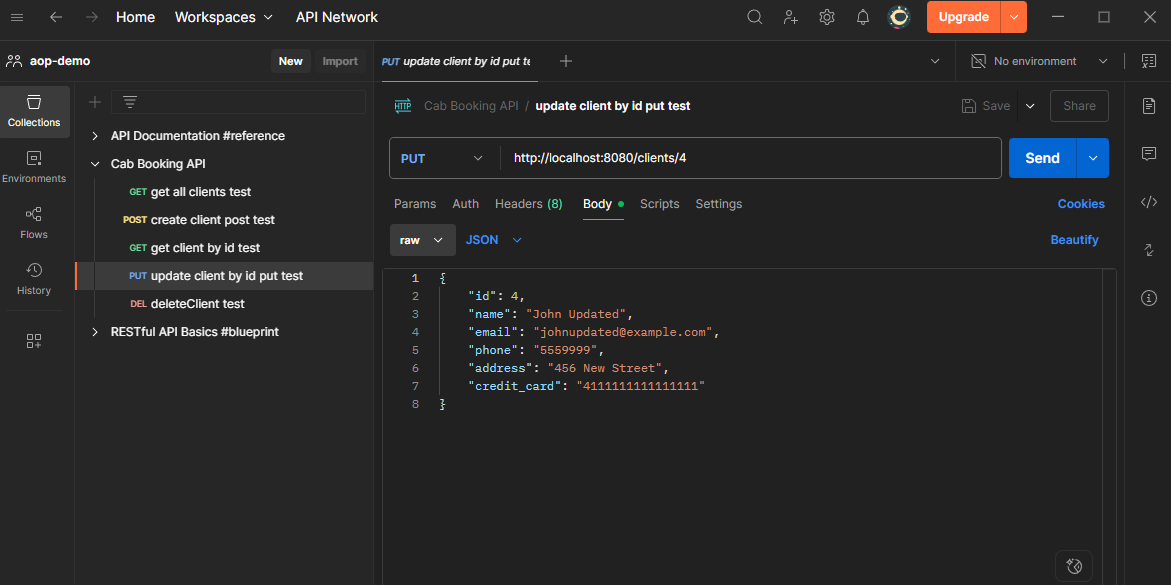 Home Workspaces API Network Upgrade
aop-demo New Import PUT update client by id put te No environment
Collections
Environments
Flows
History
API Documentation #reference
Cab Booking API
GET get all clients test
POST create client post test
GET get client by id test
PUT update client by id put test
DEL deleteClient test
RESTful API Basics #blueprint
HTTP Cab Booking API / update client by id put test Save Share
PUT http://localhost:8080/clients/4 Send
Params Auth Headers (8) Body Scripts Settings Cookies
raw JSON Beautify
1 {
2 "id": 4,
3 "name": "John Updated",
4 "email": "johnupdated@example.com",
5 "phone": "5559999",
6 "address": "456 New Street",
7 "credit_card": "4111111111111111"
8 }